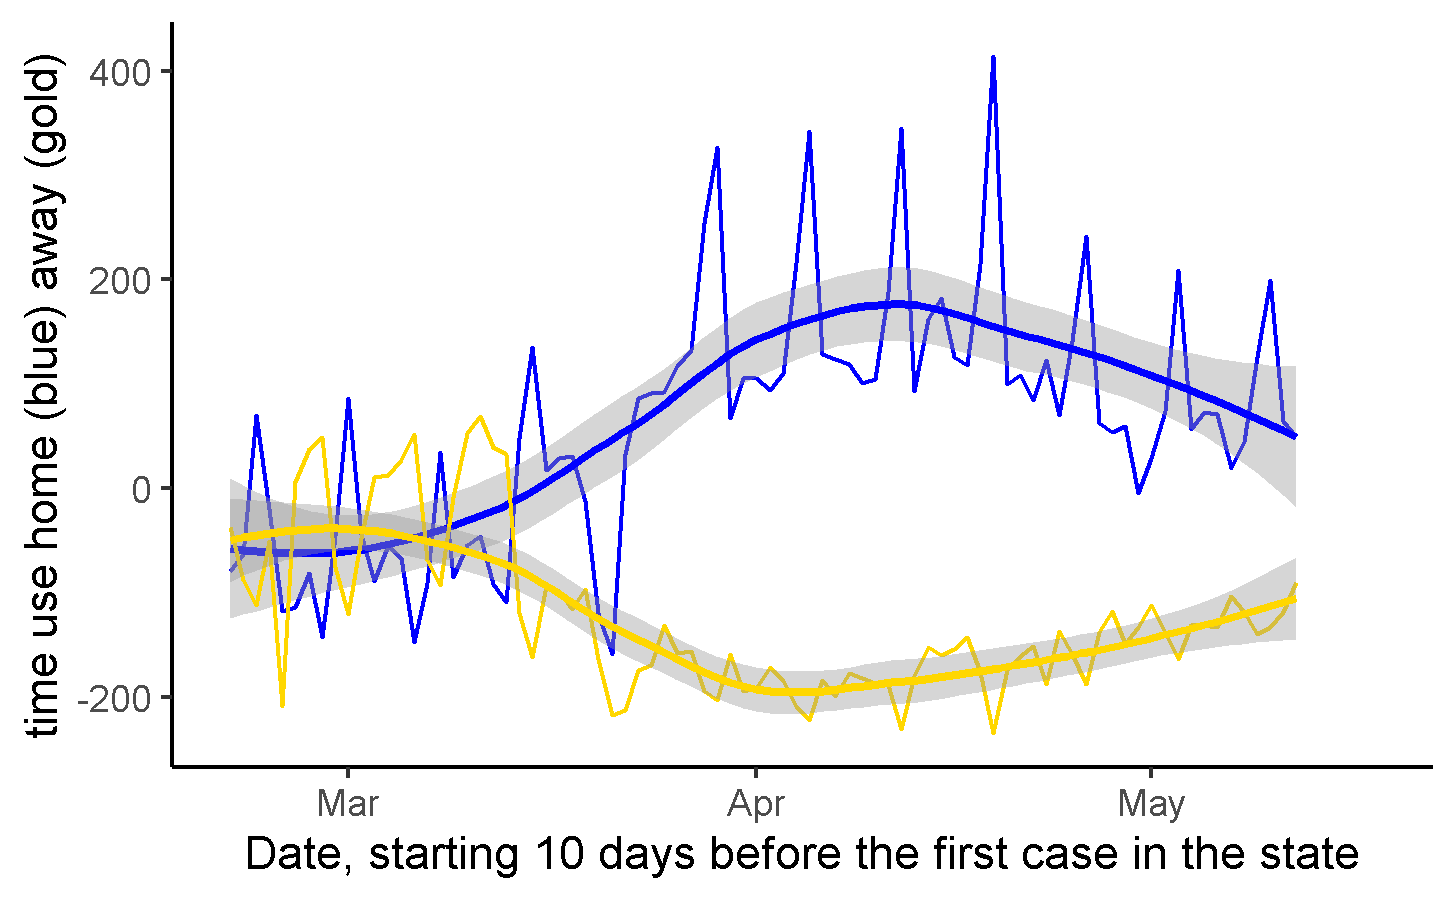 time use home (blue) away (gold)
400
200
0
-200
Mar Apr May
Date, starting 10 days before the first case in the state